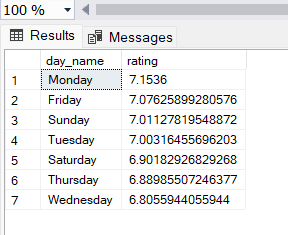 100 %
Results Messages
day_name rating
1 Monday 7.1536
2 Friday 7.07625899280576
3 Sunday 7.01127819548872
4 Tuesday 7.00316455696203
5 Saturday 6.90182926829268
6 Thursday 6.88985507246377
7 Wednesday 6.8055944055944